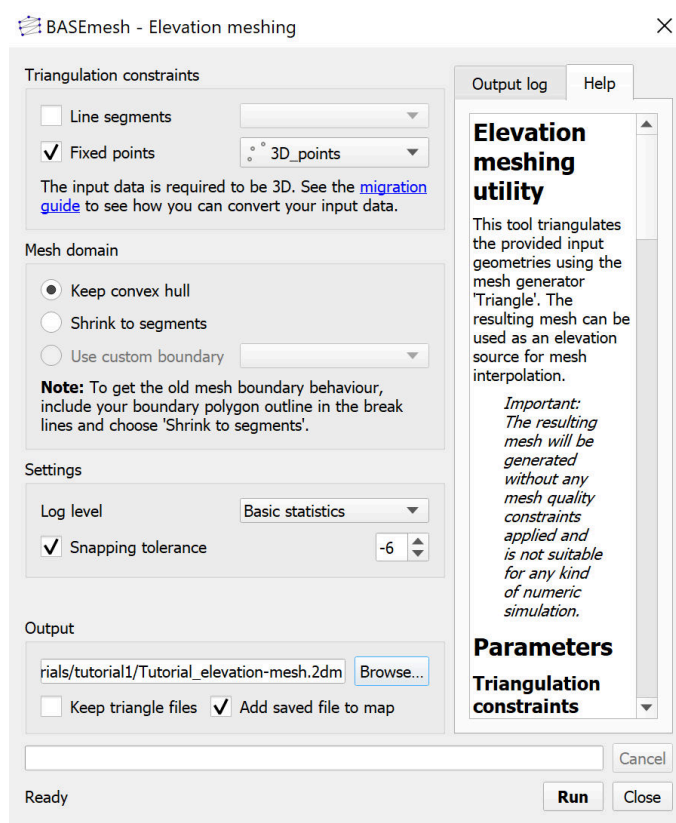 BASEmesh - Elevation meshing
Triangulation constraints
Line segments
Fixed points
3D_points
The input data is required to be 3D. See the migration
guide to see how you can convert your input data.
Mesh domain
Keep convex hull
Shrink to segments
Use custom boundary
Note: To get the old mesh boundary behaviour,
include your boundary polygon outline in the break
lines and choose 'Shrink to segments'.
Settings
Log level
Basic statistics
Snapping tolerance
-6
Output
rials/tutorial1/Tutorial_elevation-mesh.2dm
Browse...
Keep triangle files
Add saved file to map
Output log
Help
Elevation
meshing
utility
This tool triangulates
the provided input
geometries using the
mesh generator
'Triangle'. The
resulting mesh can be
used as an elevation
source for mesh
interpolation.
Important:
The resulting
mesh will be
generated
without any
mesh quality
constraints
applied and
is not suitable
for any kind
of numeric
simulation.
Parameters
Triangulation
constraints
Cancel
Ready
Run
Close